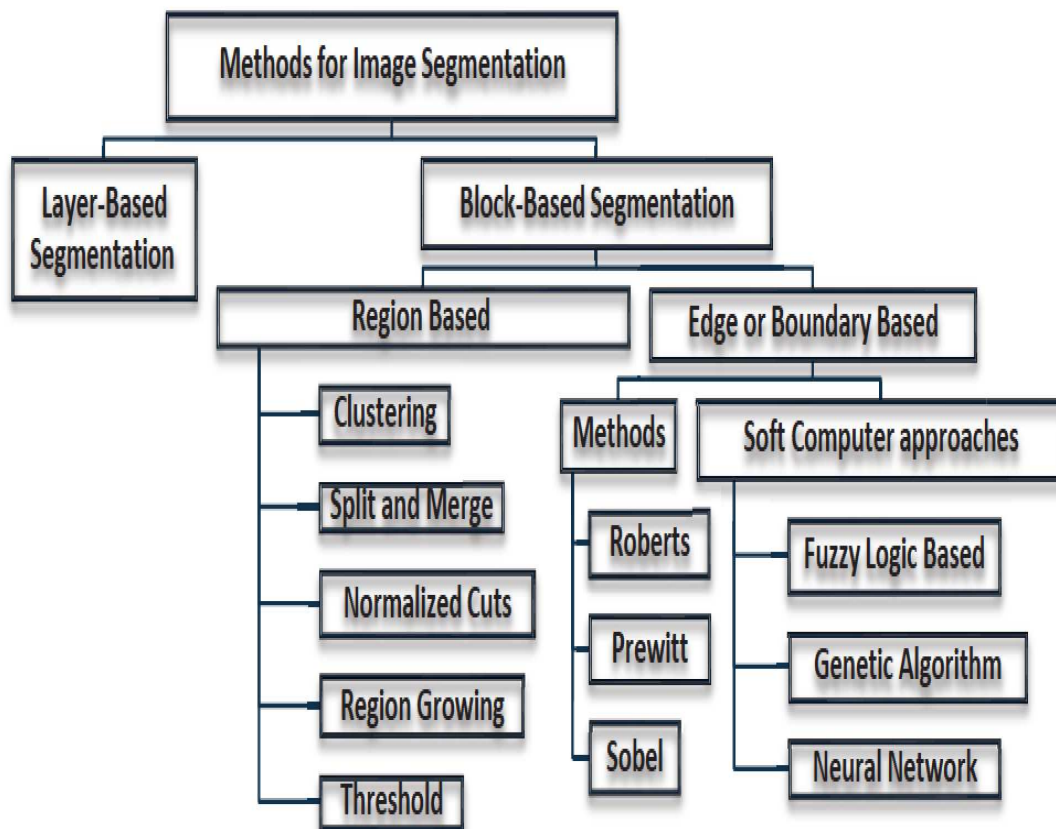 Methods for Image Segmentation
Layer-Based
Segmentation
Block-Based Segmentation
Region Based
Edge or Boundary Based
Clustering
Split and Merge
Normalized Cuts
Region Growing
Threshold
Methods
Roberts
Prewitt
Sobel
Soft Computer approaches
Fuzzy Logic Based
Genetic Algorithm
Neural Network